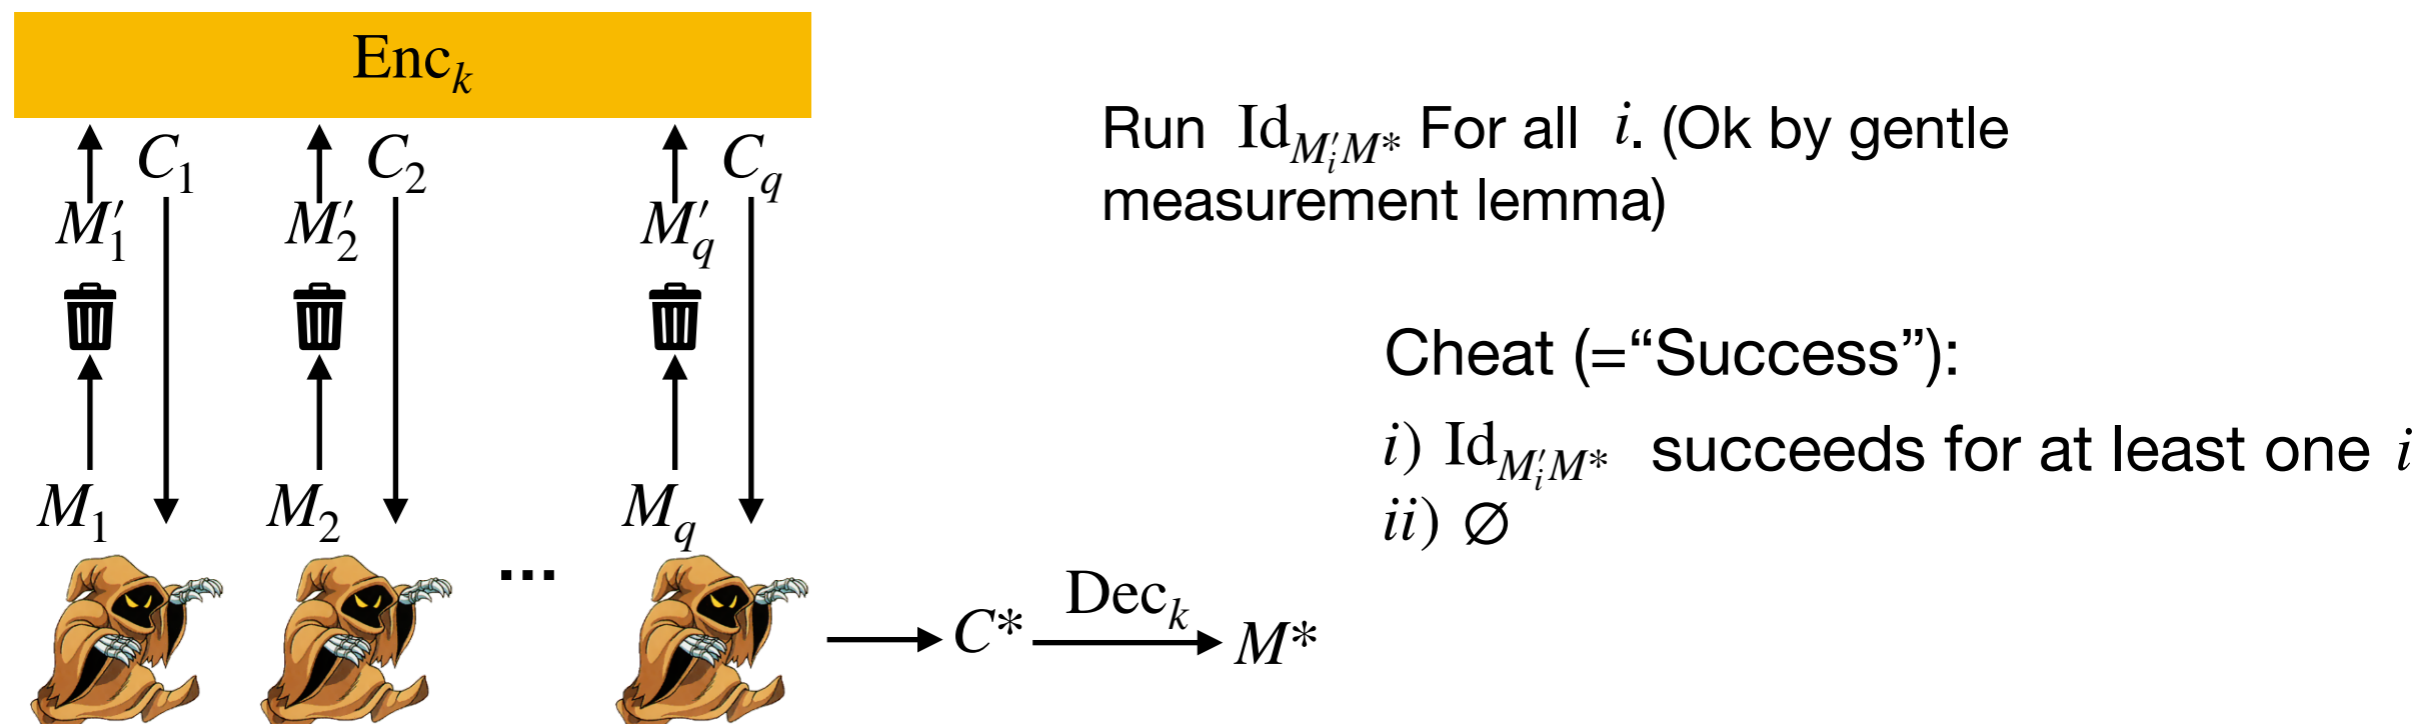 Enc_k
C_1 C_2 C_q
M'_1 M'_2 M'_q
M_1 M_2 M_q
...
C* Dec_k M*
Run Id_{M'_i M*} For all i. (Ok by gentle
measurement lemma)
Cheat (=“Success”):
i) Id_{M'_i M*} succeeds for at least one i
ii) ∅